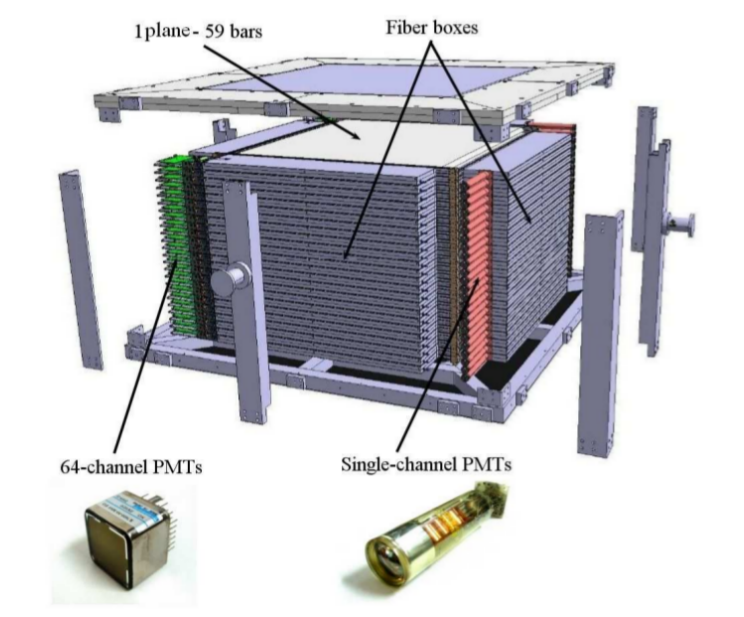 1plane - 59 bars
Fiber boxes
64-channel PMTs
Single-channel PMTs